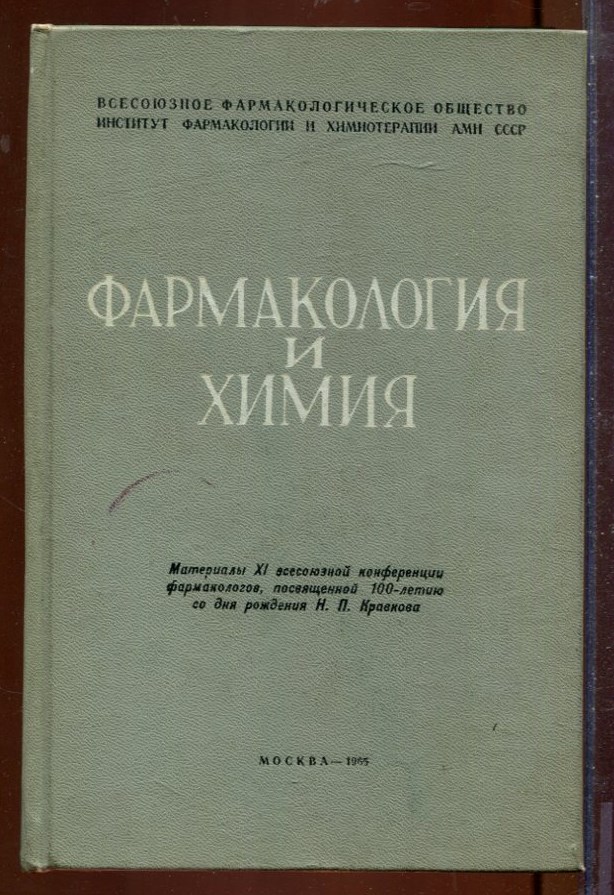 ВСЕСОЮЗНОЕ ФАРМАКОЛОГИЧЕСКОЕ ОБЩЕСТВО
ИНСТИТУТ ФАРМАКОЛОГИИ И ХИМИОТЕРАПИИ АМН СССР
ФАРМАКОЛОГИЯ
И
ХИМИЯ
Материалы XI всесоюзной конференции
фармакологов, посвященной 100-летию
со дня рождения Н. П. Кравкова
МОСКВА—1965